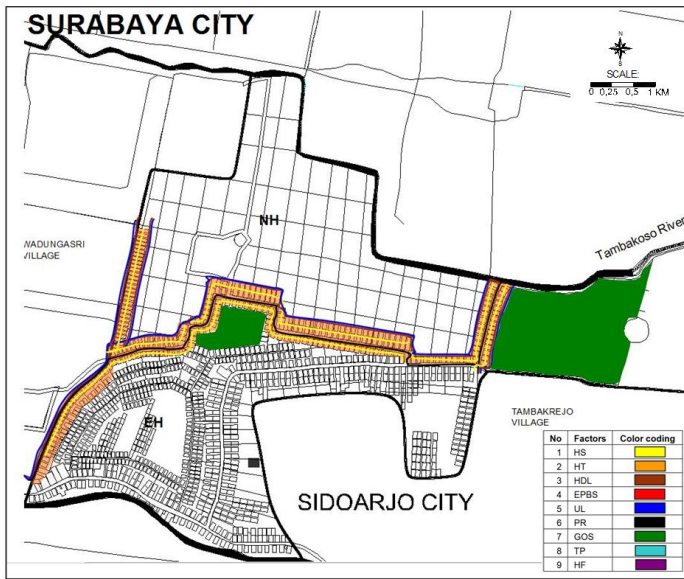 SURABAYA CITY
N
S
SCALE:
0 0,25 0,5 1 KM
NH
WADUNGASRI
VILLAGE
Tambakoso River
EH
TAMBAKREJO
VILLAGE
SIDOARJO CITY
No Factors Color coding
1 HS
2 HT
3 HDL
4 EPBS
5 UL
6 PR
7 GOS
8 TP
9 HF